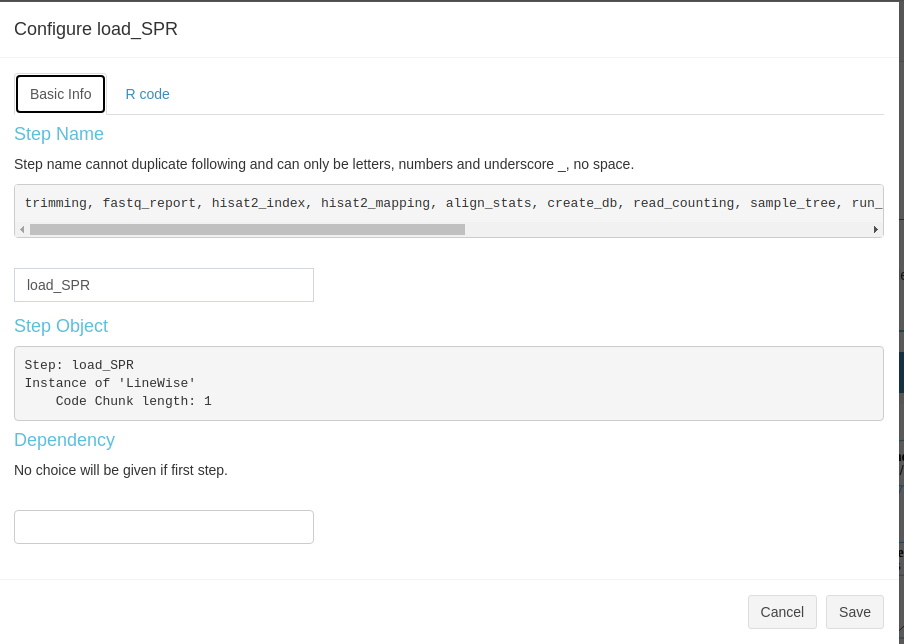 Configure load_SPR
Basic Info
R code
Step Name
Step name cannot duplicate following and can only be letters, numbers and underscore _, no space.
trimming, fastq_report, hisat2_index, hisat2_mapping, align_stats, create_db, read_counting, sample_tree, run_
load_SPR
Step Object
Step: load_SPR
Instance of 'LineWise'
    Code Chunk length: 1
Dependency
No choice will be given if first step.
Cancel
Save